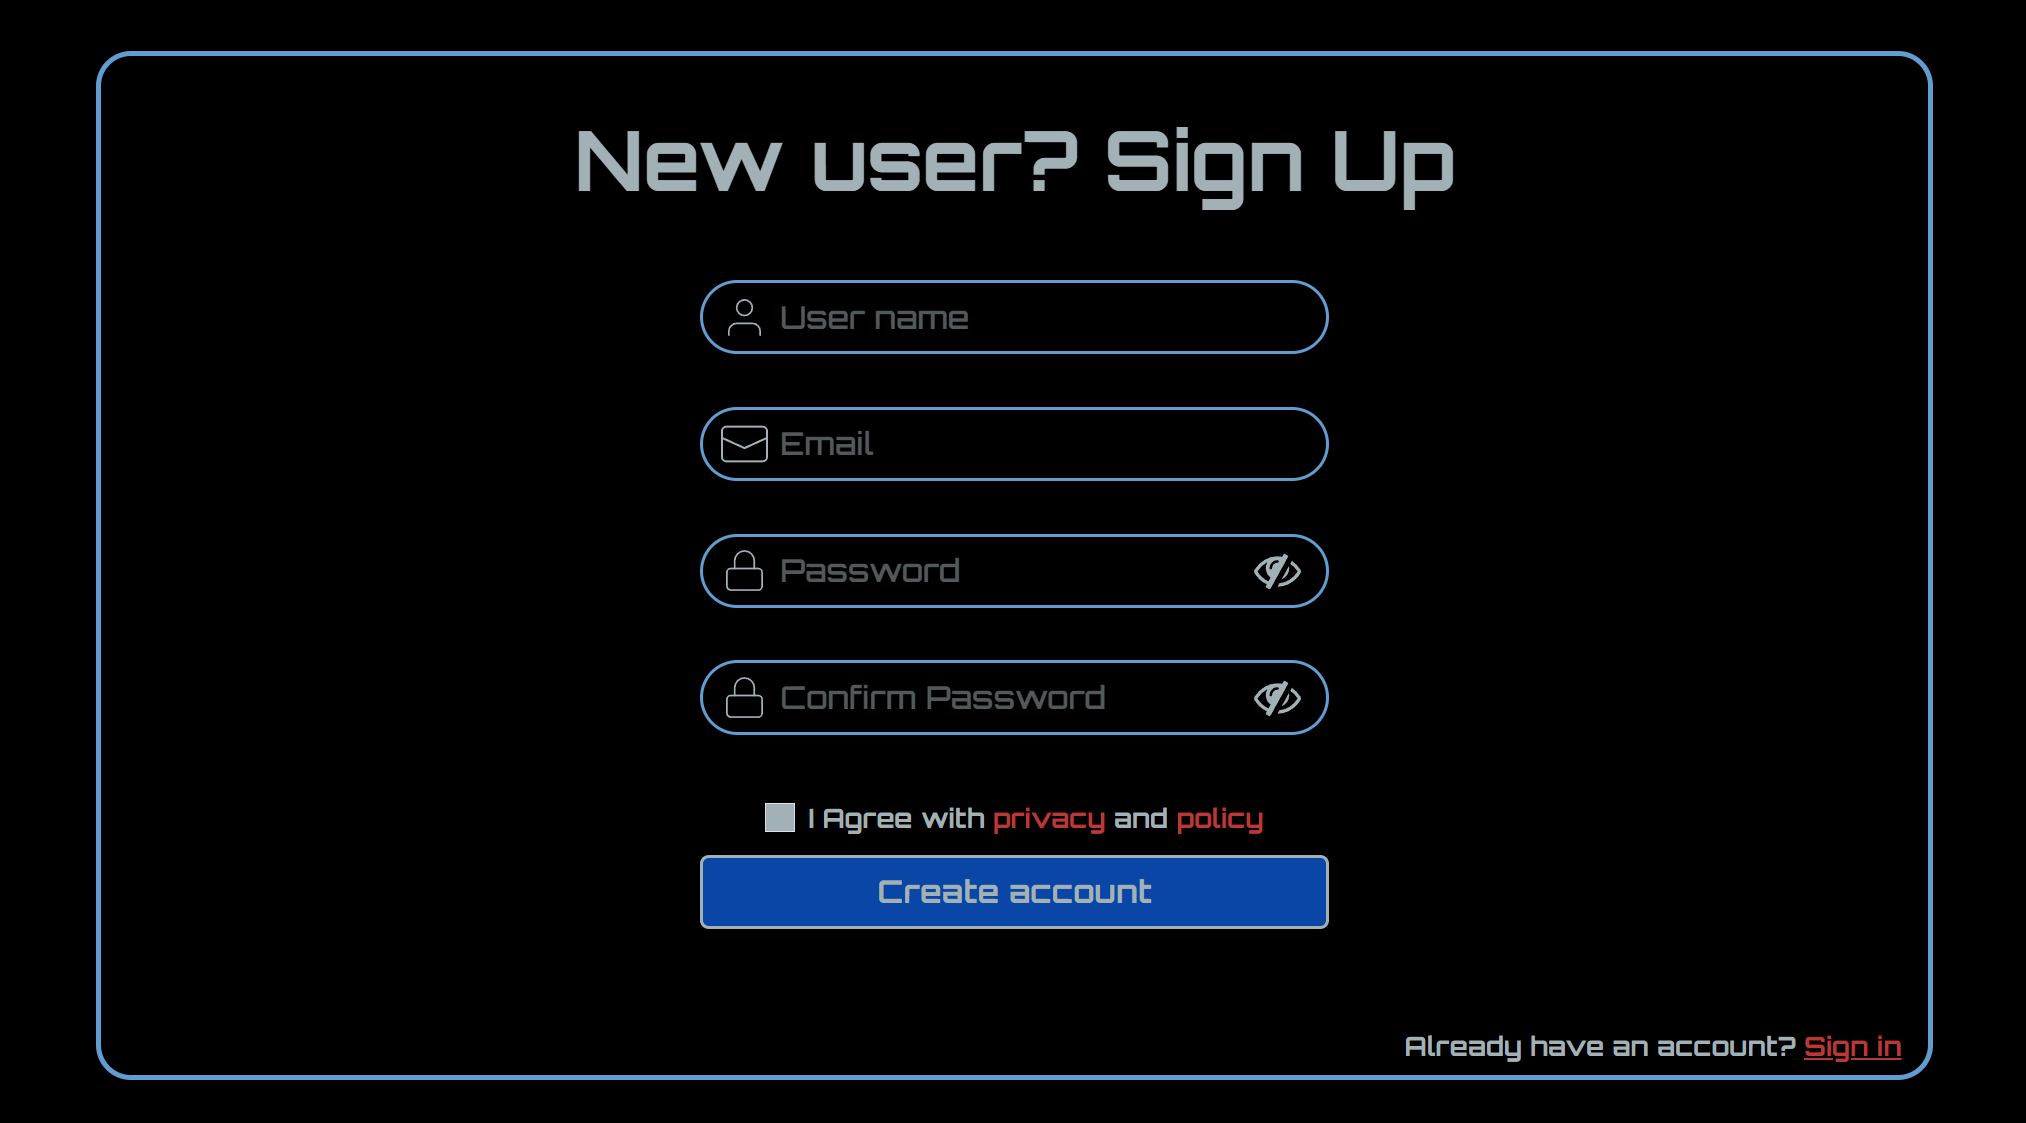 New user? Sign Up
User name
Email
Password
Confirm Password
I Agree with privacy and policy
Create account
Already have an account? Sign in